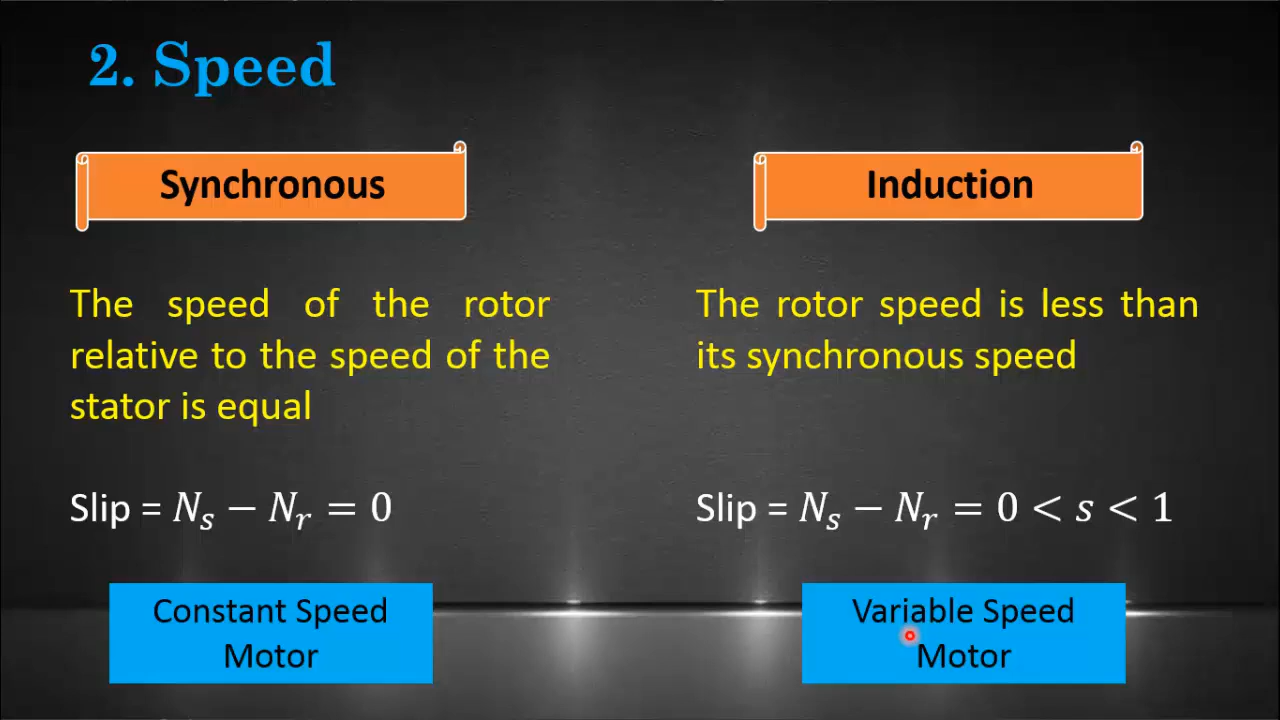 2. Speed
Synchronous
The speed of the rotor
relative to the speed of the
stator is equal
Slip = Nₛ − Nᵣ = 0
Constant Speed
Motor
Induction
The rotor speed is less than
its synchronous speed
Slip = Nₛ − Nᵣ = 0 < s < 1
Variable Speed
Motor